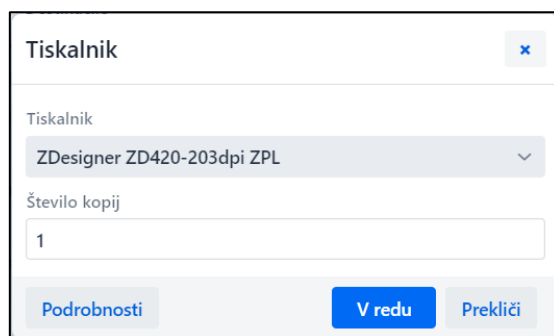 Tiskalnik
Tiskalnik
ZDesigner ZD420-203dpi ZPL
Število kopij
1
Podrobnosti V redu Prekliči